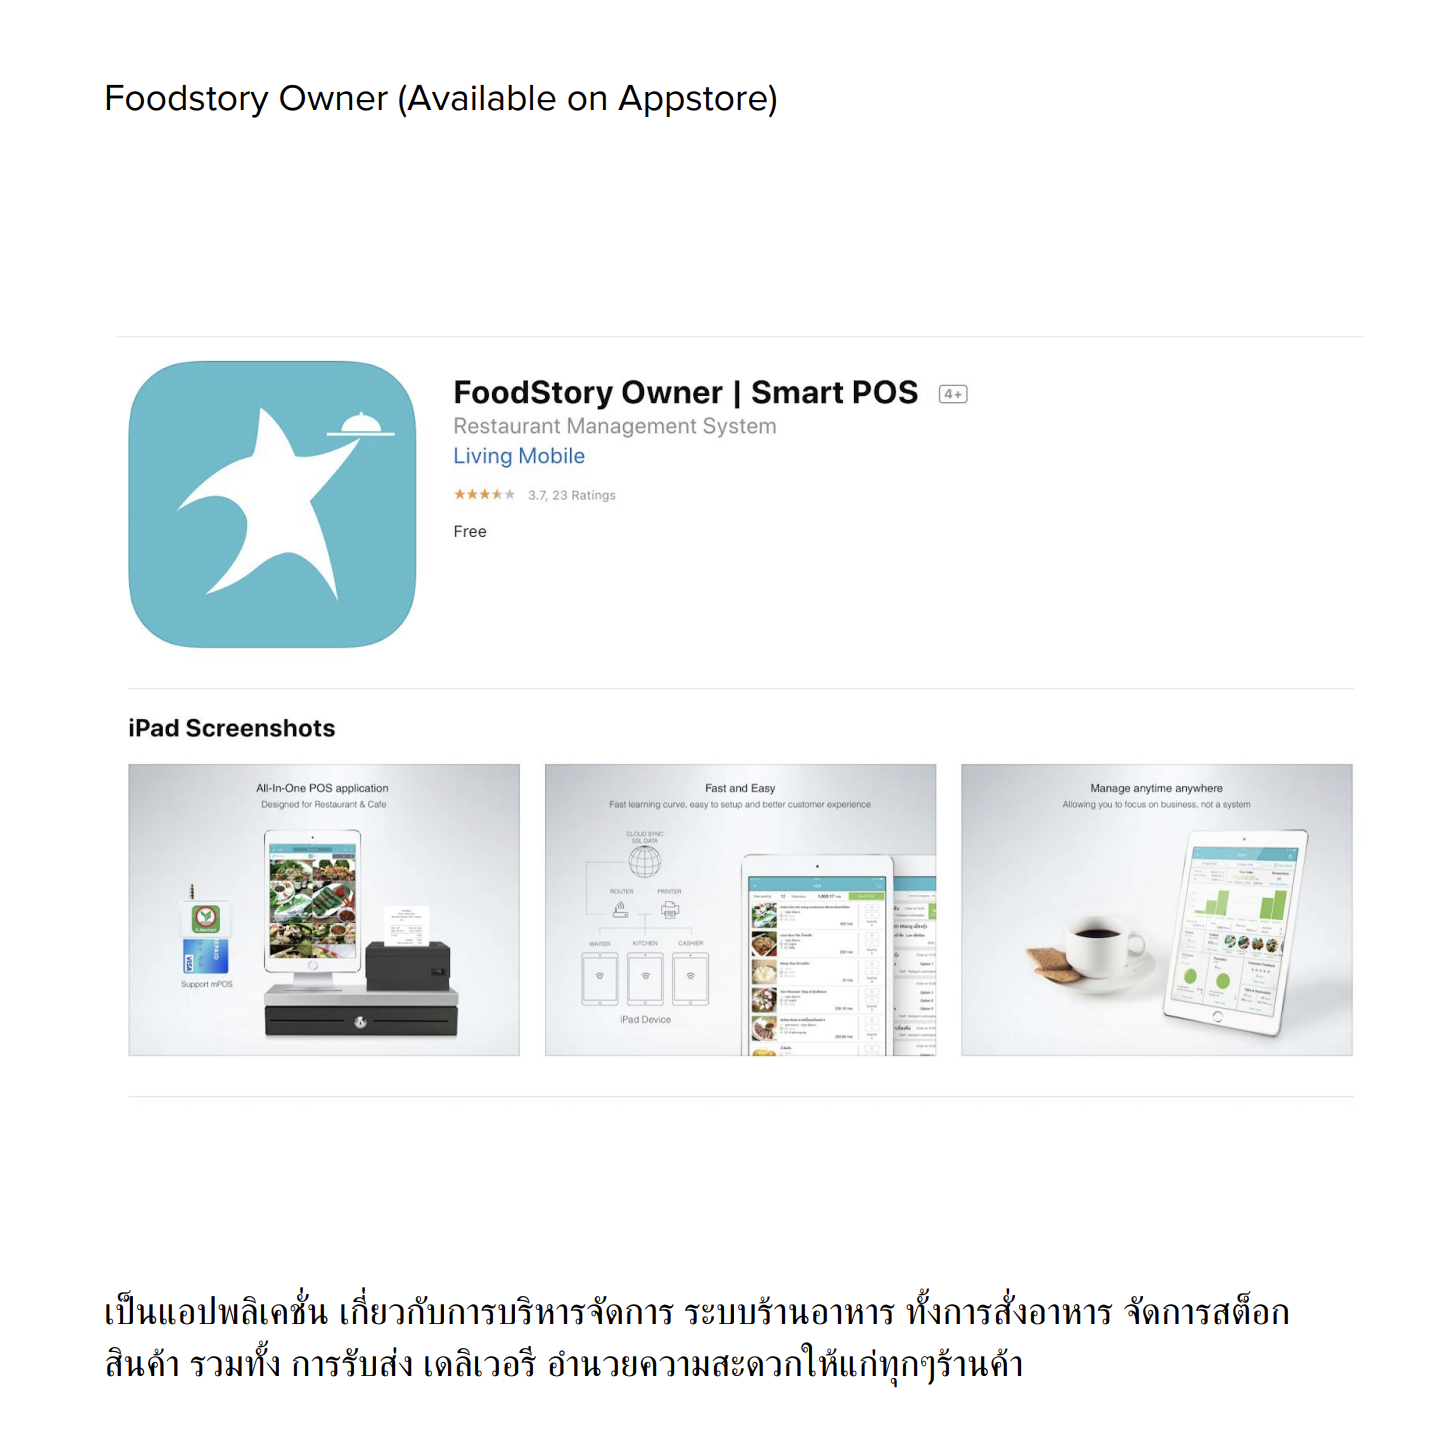 Foodstory Owner (Available on Appstore)
FoodStory Owner | Smart POS 4+
Restaurant Management System
Living Mobile
3.7, 23 Ratings
Free
iPad Screenshots
All-In-One POS application
Designed for Restaurant & Cafe
VISA
Support mPOS
Fast and Easy
Fast learning curve, easy to setup and better customer experience
CLOUD SYNC
SSL DATA
ROUTER PRINTER
WAITER KITCHEN CASHIER
iPad Device
Manage anytime anywhere
Allowing you to focus on business, not a system
เป็นแอปพลิเคชั่น เกี่ยวกับการบริหารจัดการ ระบบร้านอาหาร ทั้งการสั่งอาหาร จัดการสต็อก
สินค้า รวมทั้ง การรับส่ง เดลิเวอรี อำนวยความสะดวกให้แก่ทุกๆร้านค้า